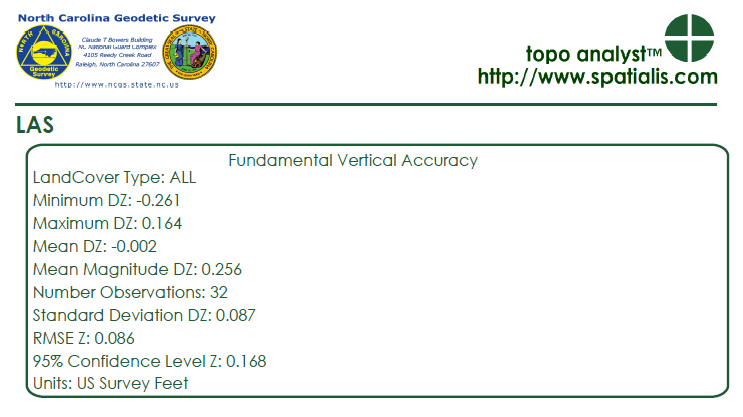 North Carolina Geodetic Survey
Claude T Bowers Building
NC National Guard Complex
4105 Reedy Creek Road
Raleigh, North Carolina 27607
http://www.ncgs.state.nc.us
NORTH CAROLINA
Geodetic
Survey
topo analyst™
http://www.spatialis.com
LAS
Fundamental Vertical Accuracy
LandCover Type: ALL
Minimum DZ: -0.261
Maximum DZ: 0.164
Mean DZ: -0.002
Mean Magnitude DZ: 0.256
Number Observations: 32
Standard Deviation DZ: 0.087
RMSE Z: 0.086
95% Confidence Level Z: 0.168
Units: US Survey Feet